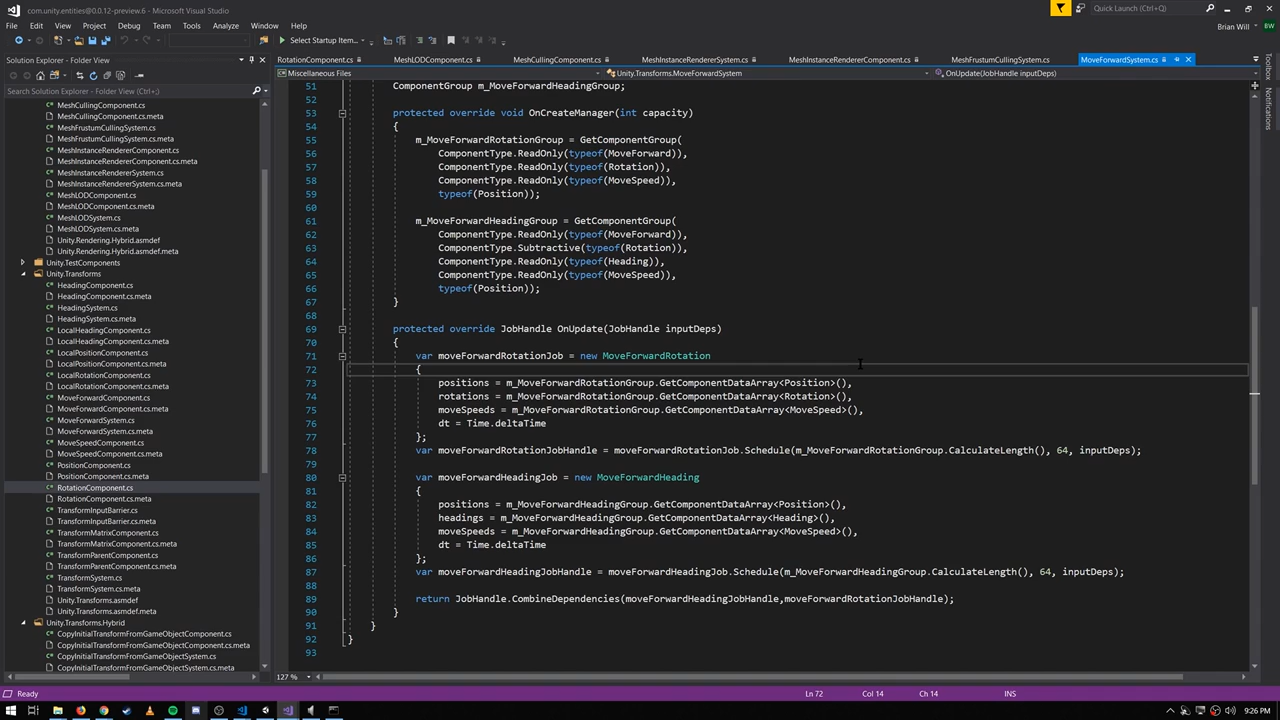 com.unity.entities@0.0.12-preview.6 - Microsoft Visual Studio
Quick Launch (Ctrl+;)
File Edit View Project Debug Team Tools Analyze Window Help
Brian Will BW
Select Startup Item...
Solution Explorer - Folder View
RotationComponent.cs MeshLODComponent.cs MeshCullingComponent.cs MeshInstanceRendererSystem.cs MeshInstanceRendererComponent.cs MeshFrustumCullingSystem.cs MoveForwardSystem.cs
Miscellaneous Files Unity.Transforms.MoveForwardSystem OnUpdate(JobHandle inputDeps)
Search Solution Explorer - Folder View (Ctrl+;)
MeshCullingComponent.cs
MeshCullingComponent.cs.meta
MeshFrustumCullingSystem.cs
MeshFrustumCullingSystem.cs.meta
MeshInstanceRendererComponent.cs
MeshInstanceRendererComponent.cs.meta
MeshInstanceRendererSystem.cs
MeshInstanceRendererSystem.cs.meta
MeshLODComponent.cs
MeshLODComponent.cs.meta
MeshLODSystem.cs
MeshLODSystem.cs.meta
Unity.Rendering.Hybrid.asmdef
Unity.Rendering.Hybrid.asmdef.meta
Unity.TestComponents
Unity.Transforms
HeadingComponent.cs
HeadingComponent.cs.meta
HeadingSystem.cs
HeadingSystem.cs.meta
LocalHeadingComponent.cs
LocalHeadingComponent.cs.meta
LocalPositionComponent.cs
LocalPositionComponent.cs.meta
LocalRotationComponent.cs
LocalRotationComponent.cs.meta
MoveForwardComponent.cs
MoveForwardComponent.cs.meta
MoveForwardSystem.cs
MoveForwardSystem.cs.meta
MoveSpeedComponent.cs
MoveSpeedComponent.cs.meta
PositionComponent.cs
PositionComponent.cs.meta
RotationComponent.cs
RotationComponent.cs.meta
TransformInputBarrier.cs
TransformInputBarrier.cs.meta
TransformMatrixComponent.cs
TransformMatrixComponent.cs.meta
TransformParentComponent.cs
TransformParentComponent.cs.meta
TransformSystem.cs
TransformSystem.cs.meta
Unity.Transforms.asmdef
Unity.Transforms.asmdef.meta
Unity.Transforms.Hybrid
CopyInitialTransformFromGameObjectComponent.cs
CopyInitialTransformFromGameObjectComponent.cs.meta
CopyInitialTransformFromGameObjectSystem.cs
CopyInitialTransformFromGameObjectSystem.cs.meta
51 ComponentGroup m_MoveForwardHeadingGroup;
52
53 protected override void OnCreateManager(int capacity)
54 {
55 m_MoveForwardRotationGroup = GetComponentGroup(
56 ComponentType.ReadOnly(typeof(MoveForward)),
57 ComponentType.ReadOnly(typeof(Rotation)),
58 ComponentType.ReadOnly(typeof(MoveSpeed)),
59 typeof(Position));
60
61 m_MoveForwardHeadingGroup = GetComponentGroup(
62 ComponentType.ReadOnly(typeof(MoveForward)),
63 ComponentType.Subtractive(typeof(Rotation)),
64 ComponentType.ReadOnly(typeof(Heading)),
65 ComponentType.ReadOnly(typeof(MoveSpeed)),
66 typeof(Position));
67 }
68
69 protected override JobHandle OnUpdate(JobHandle inputDeps)
70 {
71 var moveForwardRotationJob = new MoveForwardRotation
72 {
73 positions = m_MoveForwardRotationGroup.GetComponentDataArray<Position>(),
74 rotations = m_MoveForwardRotationGroup.GetComponentDataArray<Rotation>(),
75 moveSpeeds = m_MoveForwardRotationGroup.GetComponentDataArray<MoveSpeed>(),
76 dt = Time.deltaTime
77 };
78 var moveForwardRotationJobHandle = moveForwardRotationJob.Schedule(m_MoveForwardRotationGroup.CalculateLength(), 64, inputDeps);
79
80 var moveForwardHeadingJob = new MoveForwardHeading
81 {
82 positions = m_MoveForwardHeadingGroup.GetComponentDataArray<Position>(),
83 headings = m_MoveForwardHeadingGroup.GetComponentDataArray<Heading>(),
84 moveSpeeds = m_MoveForwardHeadingGroup.GetComponentDataArray<MoveSpeed>(),
85 dt = Time.deltaTime
86 };
87 var moveForwardHeadingJobHandle = moveForwardHeadingJob.Schedule(m_MoveForwardHeadingGroup.CalculateLength(), 64, inputDeps);
88
89 return JobHandle.CombineDependencies(moveForwardHeadingJobHandle,moveForwardRotationJobHandle);
90 }
91 }
92 }
93
Toolbox
Notifications
127 %
Ready Ln 72 Col 14 Ch 14 INS
9:26 PM